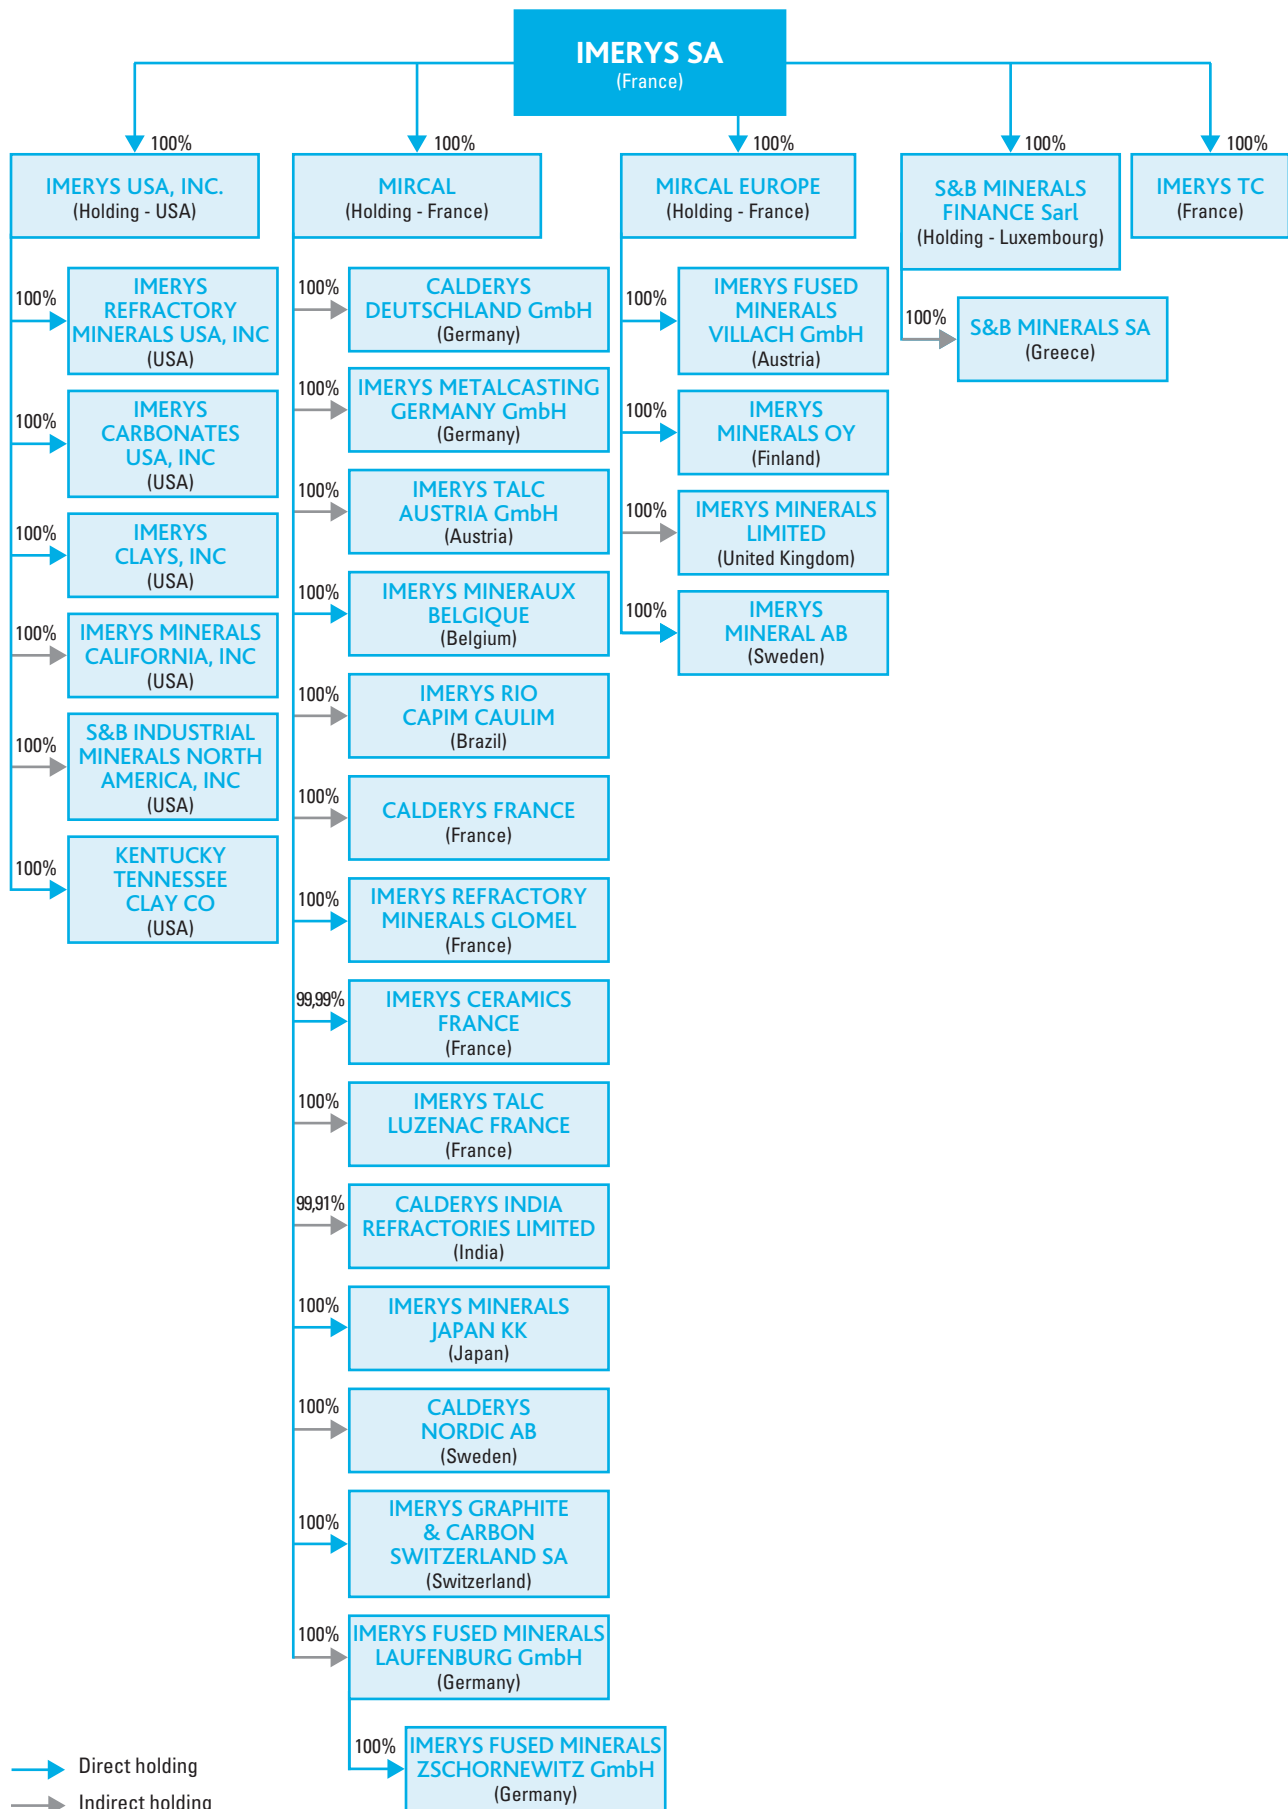 IMERYS SA
(France)
100%
IMERYS USA, INC.
(Holding - USA)
100%
IMERYS
REFRACTORY
MINERALS USA, INC
(USA)
100%
IMERYS
CARBONATES
USA, INC
(USA)
100%
IMERYS
CLAYS, INC
(USA)
100%
IMERYS MINERALS
CALIFORNIA, INC
(USA)
100%
S&B INDUSTRIAL
MINERALS NORTH
AMERICA, INC
(USA)
100%
KENTUCKY
TENNESSEE
CLAY CO
(USA)
100%
MIRCAL
(Holding - France)
100%
CALDERYS
DEUTSCHLAND GmbH
(Germany)
100%
IMERYS METALCASTING
GERMANY GmbH
(Germany)
100%
IMERYS TALC
AUSTRIA GmbH
(Austria)
100%
IMERYS MINERAUX
BELGIQUE
(Belgium)
100%
IMERYS RIO
CAPIM CAULIM
(Brazil)
100%
CALDERYS FRANCE
(France)
100%
IMERYS REFRACTORY
MINERALS GLOMEL
(France)
99,99%
IMERYS CERAMICS
FRANCE
(France)
100%
IMERYS TALC
LUZENAC FRANCE
(France)
99,91%
CALDERYS INDIA
REFRACTORIES LIMITED
(India)
100%
IMERYS MINERALS
JAPAN KK
(Japan)
100%
CALDERYS
NORDIC AB
(Sweden)
100%
IMERYS GRAPHITE
& CARBON
SWITZERLAND SA
(Switzerland)
100%
IMERYS FUSED MINERALS
LAUFENBURG GmbH
(Germany)
100%
IMERYS FUSED MINERALS
ZSCHORNEWITZ GmbH
(Germany)
100%
MIRCAL EUROPE
(Holding - France)
100%
IMERYS FUSED
MINERALS
VILLACH GmbH
(Austria)
100%
IMERYS
MINERALS OY
(Finland)
100%
IMERYS MINERALS
LIMITED
(United Kingdom)
100%
IMERYS
MINERAL AB
(Sweden)
100%
S&B MINERALS
FINANCE Sarl
(Holding - Luxembourg)
100%
S&B MINERALS SA
(Greece)
100%
IMERYS TC
(France)
Direct holding
Indirect holding